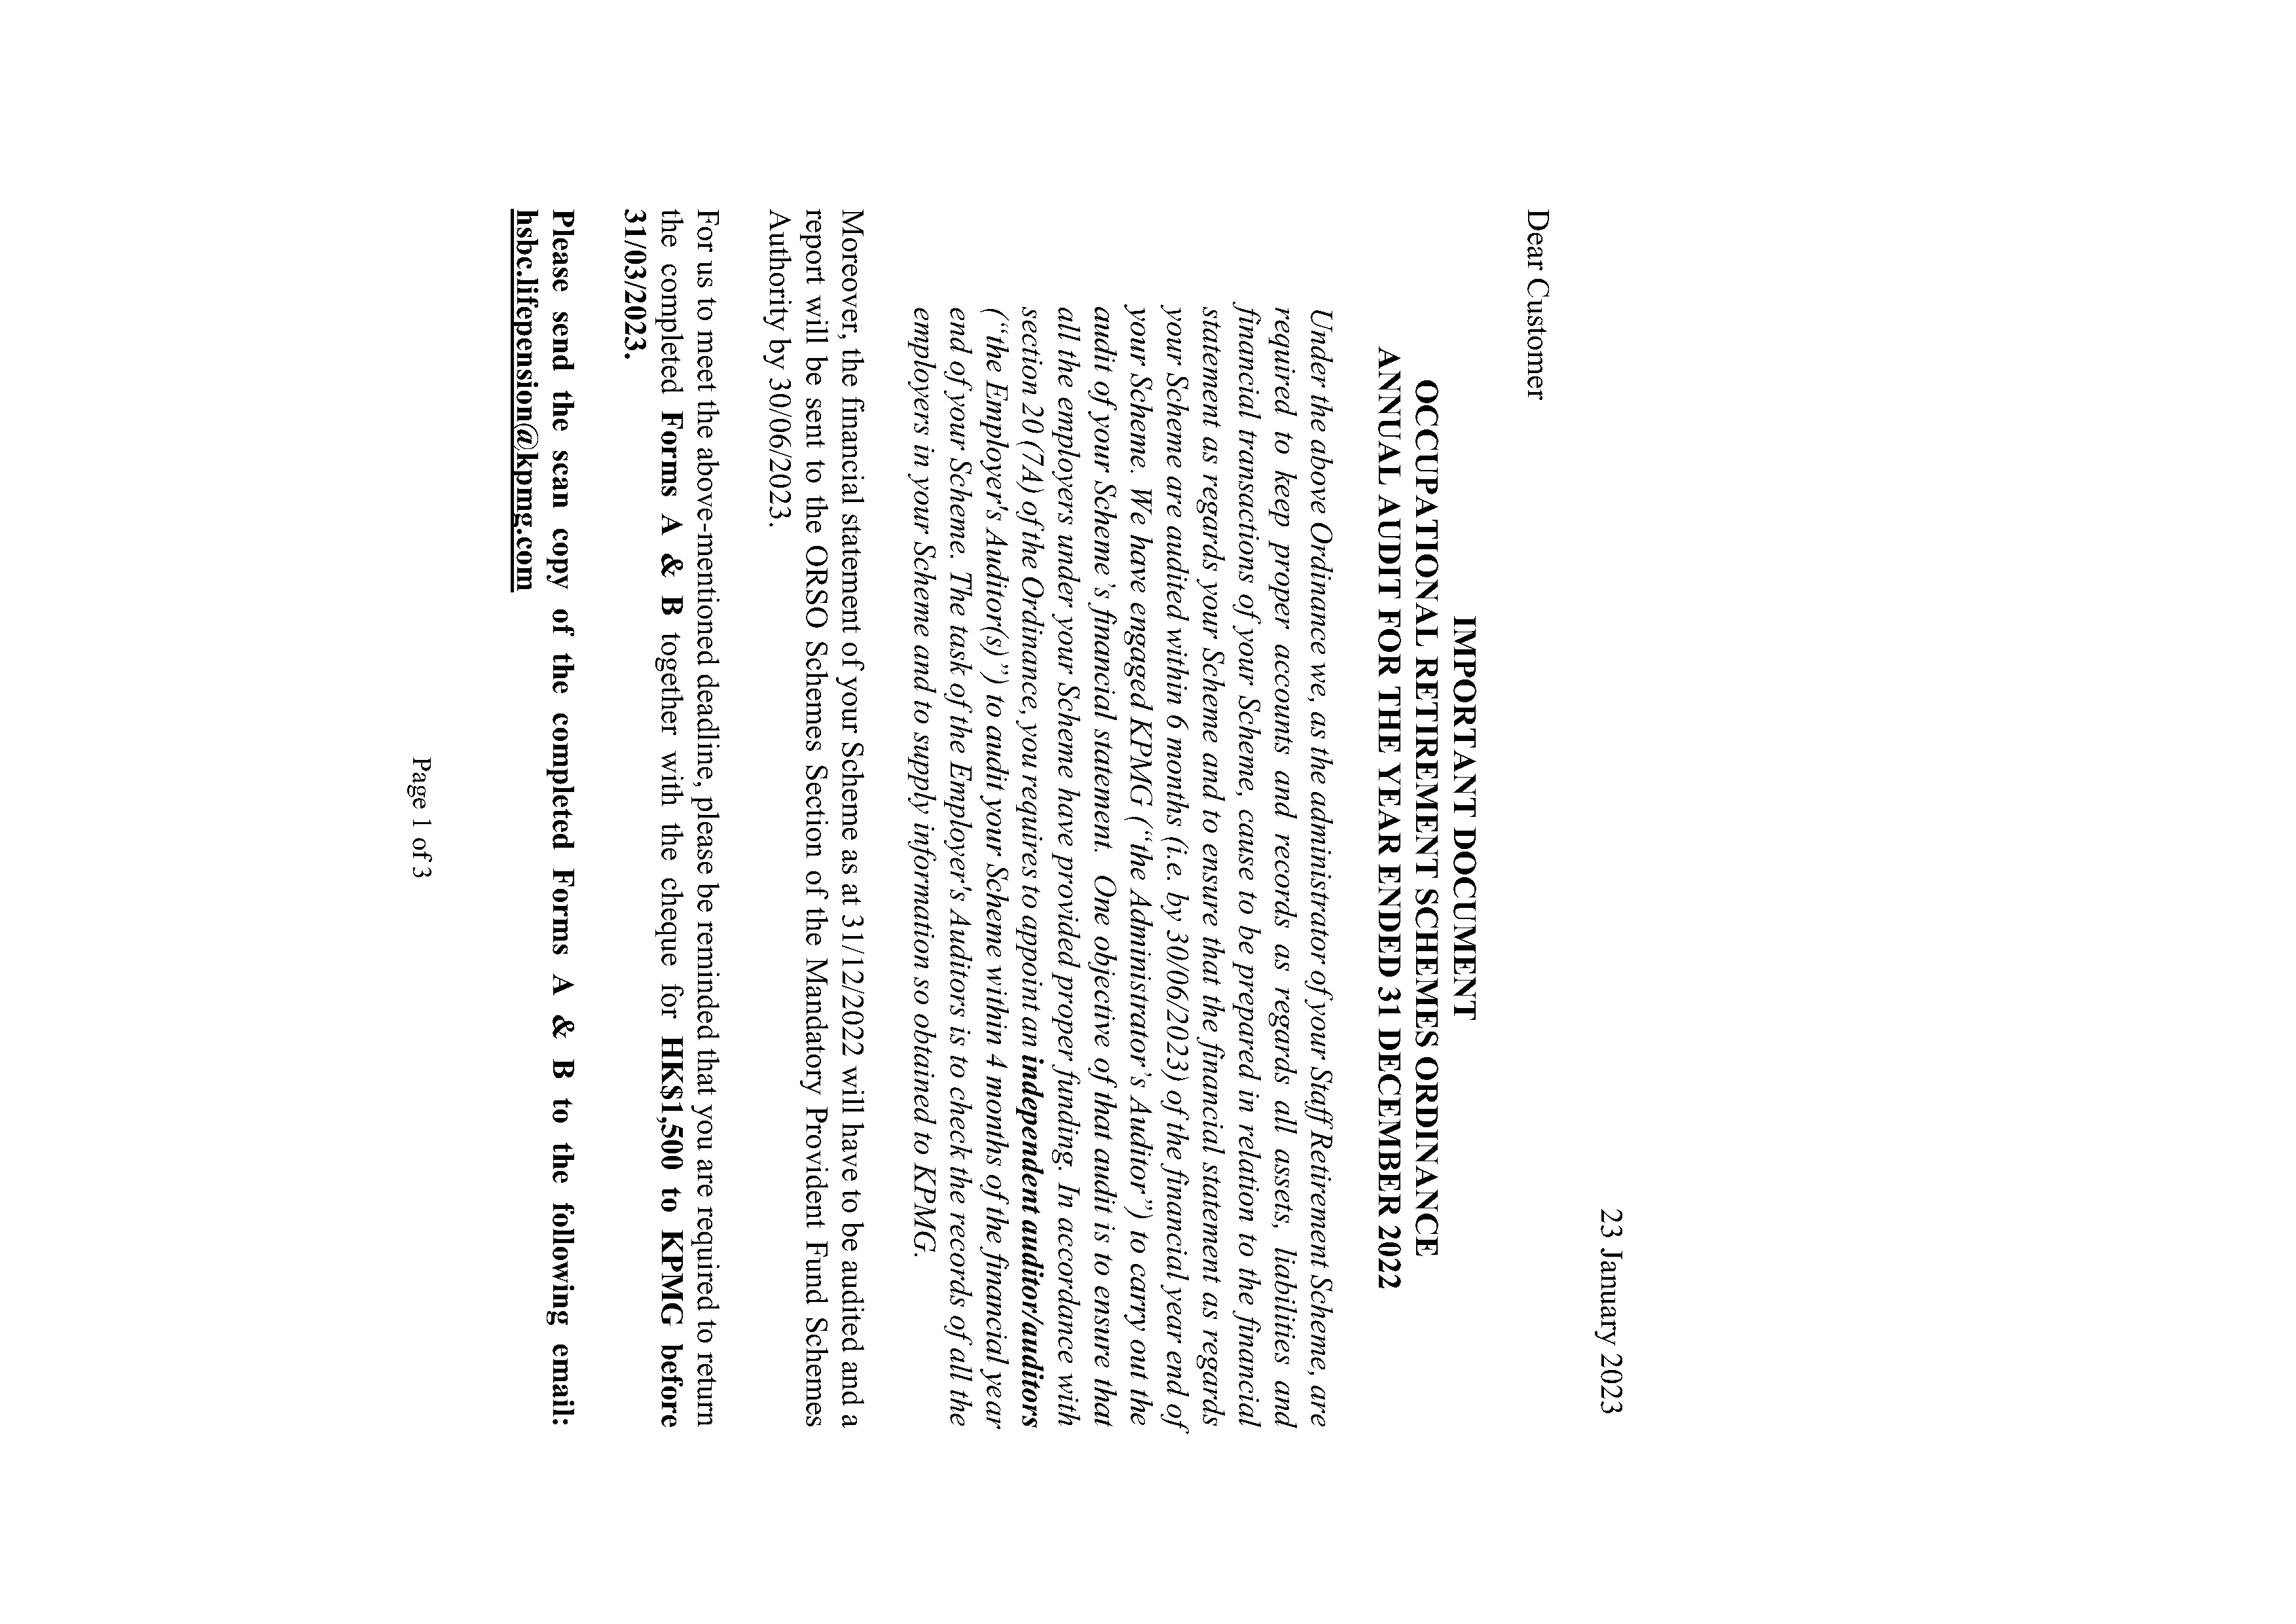 23 January 2023
Dear Customer
IMPORTANT DOCUMENT
OCCUPATIONAL RETIREMENT SCHEMES ORDINANCE
ANNUAL AUDIT FOR THE YEAR ENDED 31 DECEMBER 2022
Under the above Ordinance we, as the administrator of your Staff Retirement Scheme, are
required to keep proper accounts and records as regards all assets, liabilities and
financial transactions of your Scheme, cause to be prepared in relation to the financial
statement as regards your Scheme and to ensure that the financial statement as regards
your Scheme are audited within 6 months (i.e. by 30/06/2023) of the financial year end of
your Scheme. We have engaged KPMG (“the Administrator’s Auditor”) to carry out the
audit of your Scheme’s financial statement. One objective of that audit is to ensure that
all the employers under your Scheme have provided proper funding. In accordance with
section 20 (7A) of the Ordinance, you requires to appoint an independent auditor/auditors
(“the Employer's Auditor(s)”) to audit your Scheme within 4 months of the financial year
end of your Scheme. The task of the Employer's Auditors is to check the records of all the
employers in your Scheme and to supply information so obtained to KPMG.
Moreover, the financial statement of your Scheme as at 31/12/2022 will have to be audited and a
report will be sent to the ORSO Schemes Section of the Mandatory Provident Fund Schemes
Authority by 30/06/2023.
For us to meet the above-mentioned deadline, please be reminded that you are required to return
the completed Forms A & B together with the cheque for HK$1,500 to KPMG before
31/03/2023.
Please send the scan copy of the completed Forms A & B to the following email:
hsbc.lifepension@kpmg.com
Page 1 of 3